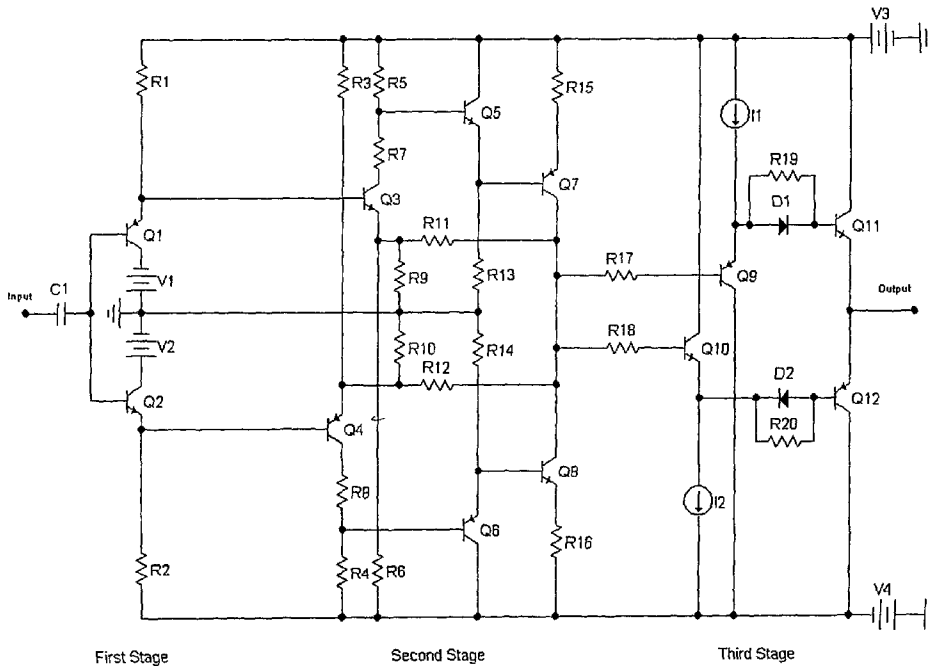 V3
R1
R3
R5
R15
Q5
I1
R7
R19
Q7
D1
Q3
R11
Q11
Q1
R17
R9
R13
Q9
V1
C1
Input
Output
R18
R10
R14
Q10
V2
R12
D2
Q2
Q12
Q4
R20
Q8
R8
I2
Q6
R16
R2
R4
R6
V4
First Stage
Second Stage
Third Stage